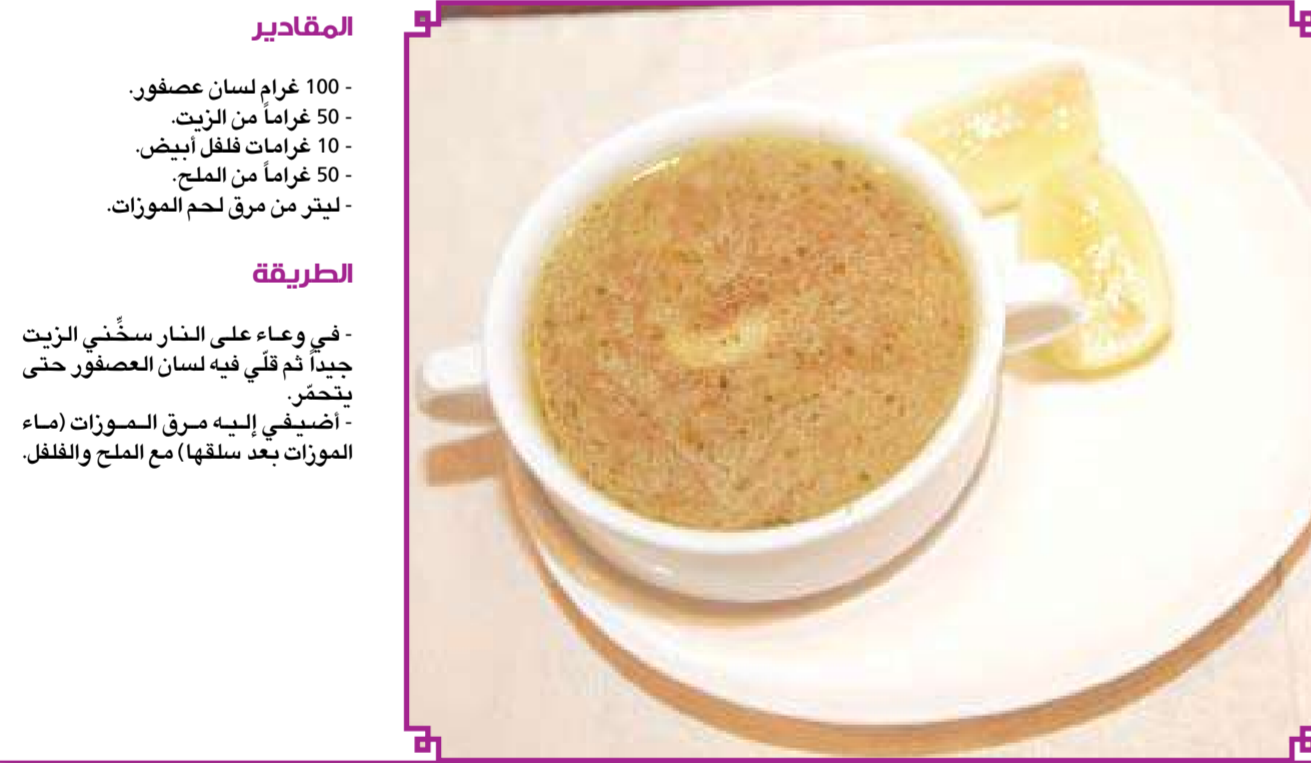 المقادير
- 100 غرام لسان عصفور.
- 50 غراماً من الزيت.
- 10 غرامات فلفل أبيض.
- 50 غراماً من الملح.
- ليتر من مرق لحم الموزات.
الطريقة
- في وعاء على النار سخِّني الزيت
جيداً ثم قلّي فيه لسان العصفور حتى
يتحمّر.
- أضيفي إليه مرق الموزات (ماء
الموزات بعد سلقها) مع الملح والفلفل.